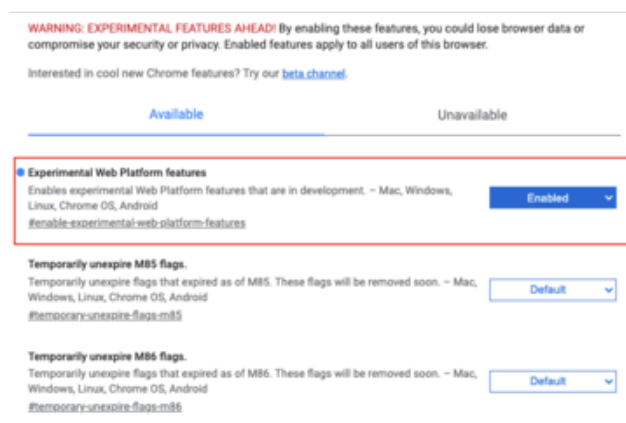 WARNING: EXPERIMENTAL FEATURES AHEAD! By enabling these features, you could lose browser data or
compromise your security or privacy. Enabled features apply to all users of this browser.
Interested in cool new Chrome features? Try our beta channel.
Available
Unavailable
Experimental Web Platform features
Enables experimental Web Platform features that are in development. – Mac, Windows,
Linux, Chrome OS, Android
#enable-experimental-web-platform-features
Enabled
Temporarily unexpire M85 flags.
Temporarily unexpire flags that expired as of M85. These flags will be removed soon. – Mac,
Windows, Linux, Chrome OS, Android
#temporary-unexpire-flags-m85
Default
Temporarily unexpire M86 flags.
Temporarily unexpire flags that expired as of M86. These flags will be removed soon. – Mac,
Windows, Linux, Chrome OS, Android
#temporary-unexpire-flags-m86
Default